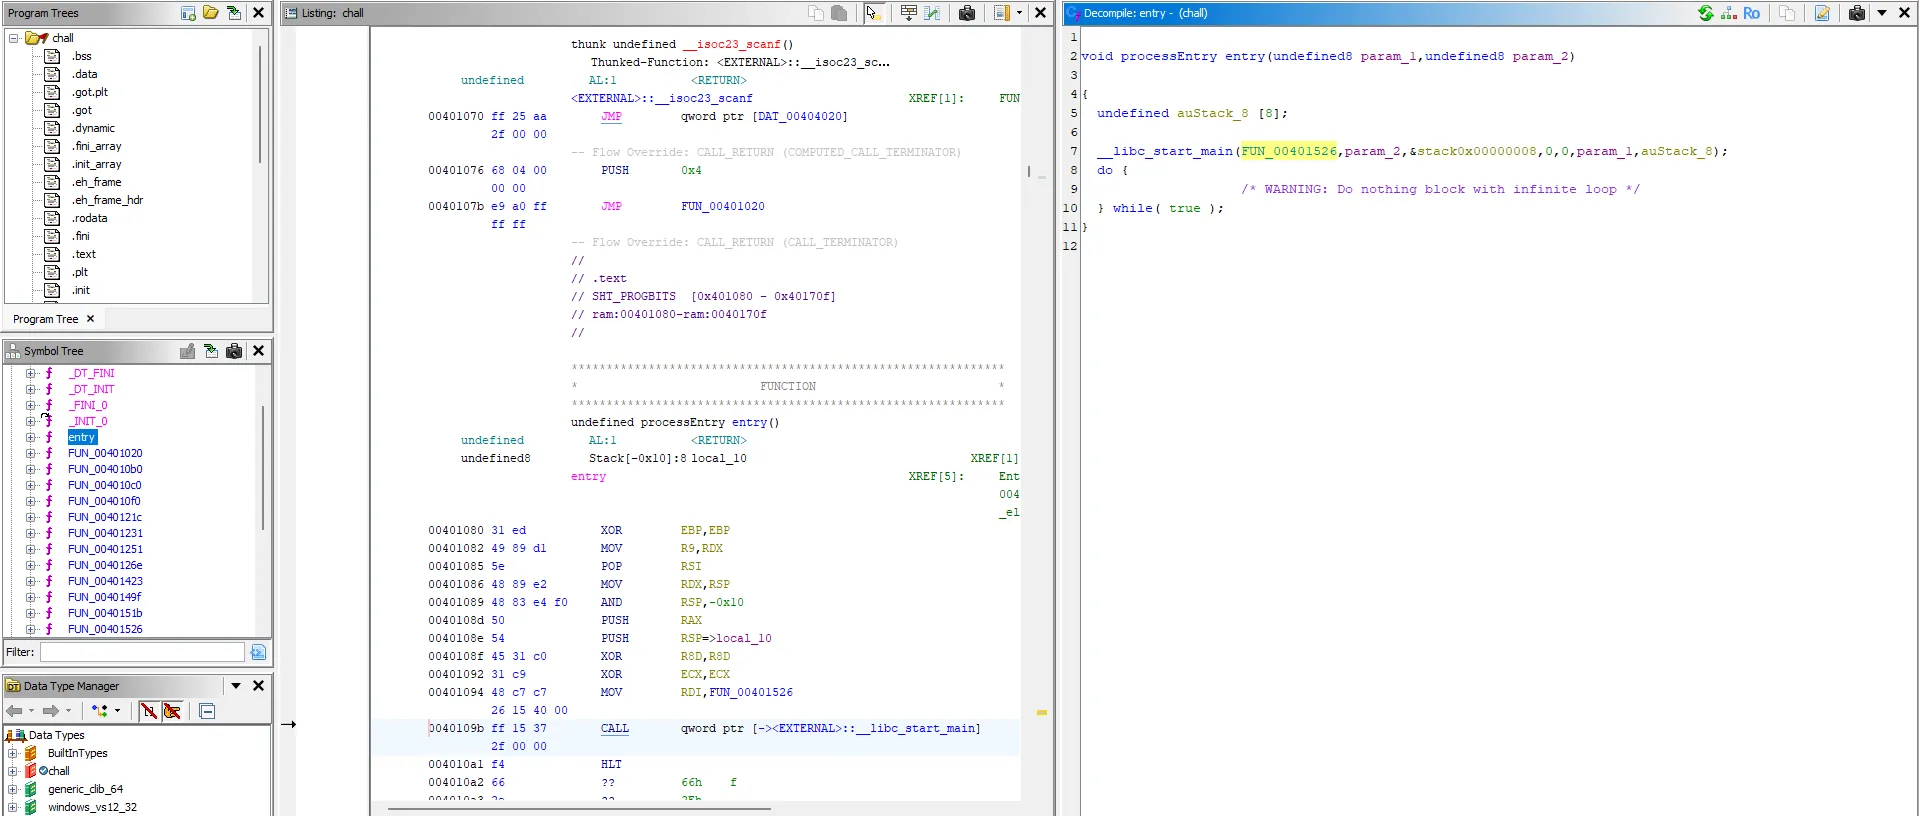 Program Trees
chall
.bss
.data
.got.plt
.got
.dynamic
.fini_array
.init_array
.eh_frame
.eh_frame_hdr
.rodata
.fini
.text
.plt
.init
Program Tree
Symbol Tree
_DT_FINI
_DT_INIT
_FINI_0
_INIT_0
entry
FUN_00401020
FUN_004010b0
FUN_004010c0
FUN_004010f0
FUN_0040121c
FUN_00401231
FUN_00401251
FUN_0040126e
FUN_00401423
FUN_0040149f
FUN_0040151b
FUN_00401526
Filter:
Data Type Manager
Data Types
BuiltInTypes
chall
generic_clib_64
windows_vs12_32
Listing: chall
thunk undefined __isoc23_scanf()
Thunked-Function: <EXTERNAL>::__isoc23_sc...
undefined AL:1 <RETURN>
<EXTERNAL>::__isoc23_scanf XREF[1]: FUN
00401070 ff 25 aa JMP qword ptr [DAT_00404020]
2f 00 00
-- Flow Override: CALL_RETURN (COMPUTED_CALL_TERMINATOR)
00401076 68 04 00 PUSH 0x4
00 00
0040107b e9 a0 ff JMP FUN_00401020
ff ff
-- Flow Override: CALL_RETURN (CALL_TERMINATOR)
//
// .text
// SHT_PROGBITS [0x401080 - 0x40170f]
// ram:00401080-ram:0040170f
//
**************************************************************
* FUNCTION *
**************************************************************
undefined processEntry entry()
undefined AL:1 <RETURN>
undefined8 Stack[-0x10]:8 local_10 XREF[1]
entry XREF[5]: Ent
004
_el
00401080 31 ed XOR EBP,EBP
00401082 49 89 d1 MOV R9,RDX
00401085 5e POP RSI
00401086 48 89 e2 MOV RDX,RSP
00401089 48 83 e4 f0 AND RSP,-0x10
0040108d 50 PUSH RAX
0040108e 54 PUSH RSP=>local_10
0040108f 45 31 c0 XOR R8D,R8D
00401092 31 c9 XOR ECX,ECX
00401094 48 c7 c7 MOV RDI,FUN_00401526
26 15 40 00
0040109b ff 15 37 CALL qword ptr [-><EXTERNAL>::__libc_start_main]
2f 00 00
004010a1 f4 HLT
004010a2 66 ?? 66h f
Decompile: entry - (chall)
Ro
1
2 void processEntry entry(undefined8 param_1,undefined8 param_2)
3
4 {
5 undefined auStack_8 [8];
6
7 __libc_start_main(FUN_00401526,param_2,&stack0x00000008,0,0,param_1,auStack_8);
8 do {
9 /* WARNING: Do nothing block with infinite loop */
10 } while( true );
11 }
12